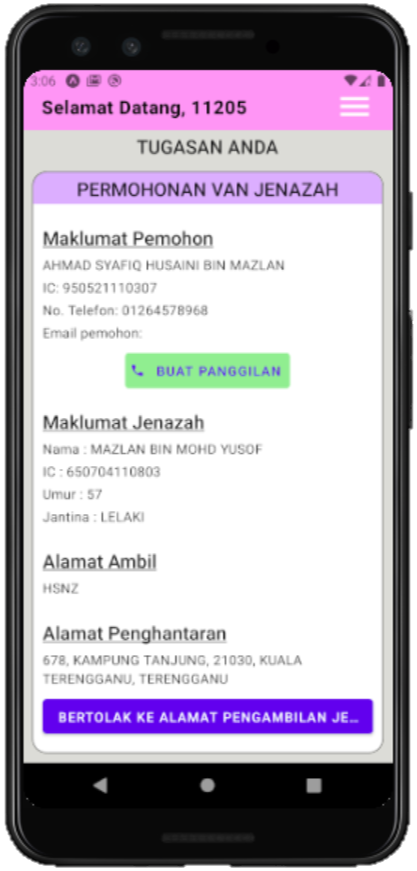 3:06
Selamat Datang, 11205
TUGASAN ANDA
PERMOHONAN VAN JENAZAH
Maklumat Pemohon
AHMAD SYAFIQ HUSAINI BIN MAZLAN
IC: 950521110307
No. Telefon: 01264578968
Email pemohon:
BUAT PANGGILAN
Maklumat Jenazah
Nama : MAZLAN BIN MOHD YUSOF
IC : 650704110803
Umur : 57
Jantina : LELAKI
Alamat Ambil
HSNZ
Alamat Penghantaran
678, KAMPUNG TANJUNG, 21030, KUALA
TERENGGANU, TERENGGANU
BERTOLAK KE ALAMAT PENGAMBILAN JE...